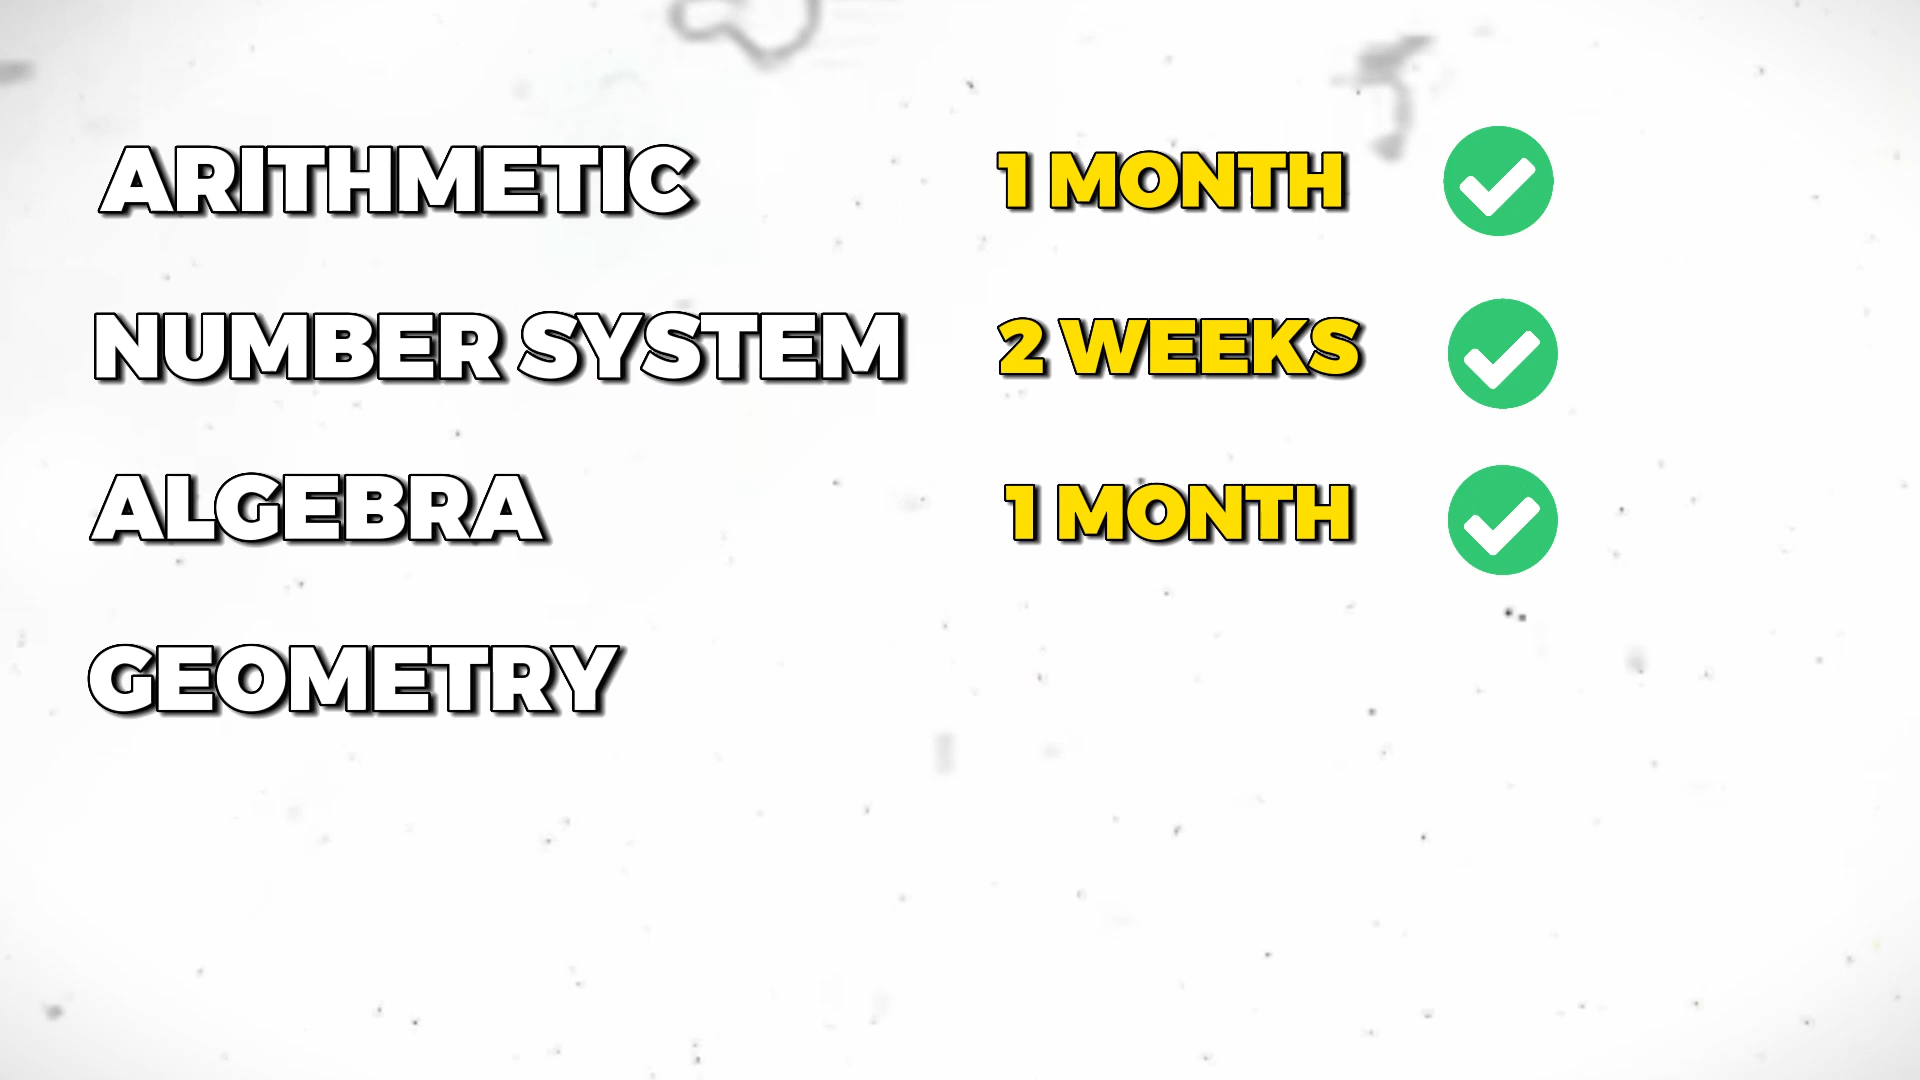 ARITHMETIC 1 MONTH
NUMBER SYSTEM 2 WEEKS
ALGEBRA 1 MONTH
GEOMETRY